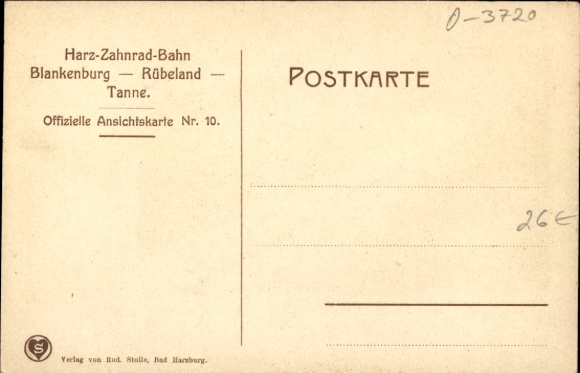 O-3720
Harz-Zahnrad-Bahn
Blankenburg — Rübeland —
Tanne.
Offizielle Ansichtskarte Nr. 10.
POSTKARTE
26€
S
Verlag von Rud. Stolle, Bad Harzburg.